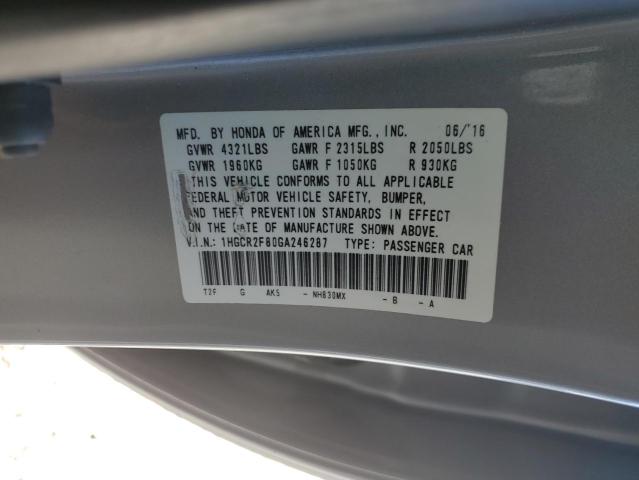 MFD. BY HONDA OF AMERICA MFG., INC. 06/'16
GVWR 4321LBS GAWR F 2315LBS R 2050LBS
GVWR 1960KG GAWR F 1050KG R 930KG
THIS VEHICLE CONFORMS TO ALL APPLICABLE
FEDERAL MOTOR VEHICLE SAFETY, BUMPER,
AND THEFT PREVENTION STANDARDS IN EFFECT
ON THE DATE OF MANUFACTURE SHOWN ABOVE.
V.I.N.: 1HGCR2F80GA246287 TYPE: PASSENGER CAR
T2F G AK5 - NH830MX - B - A